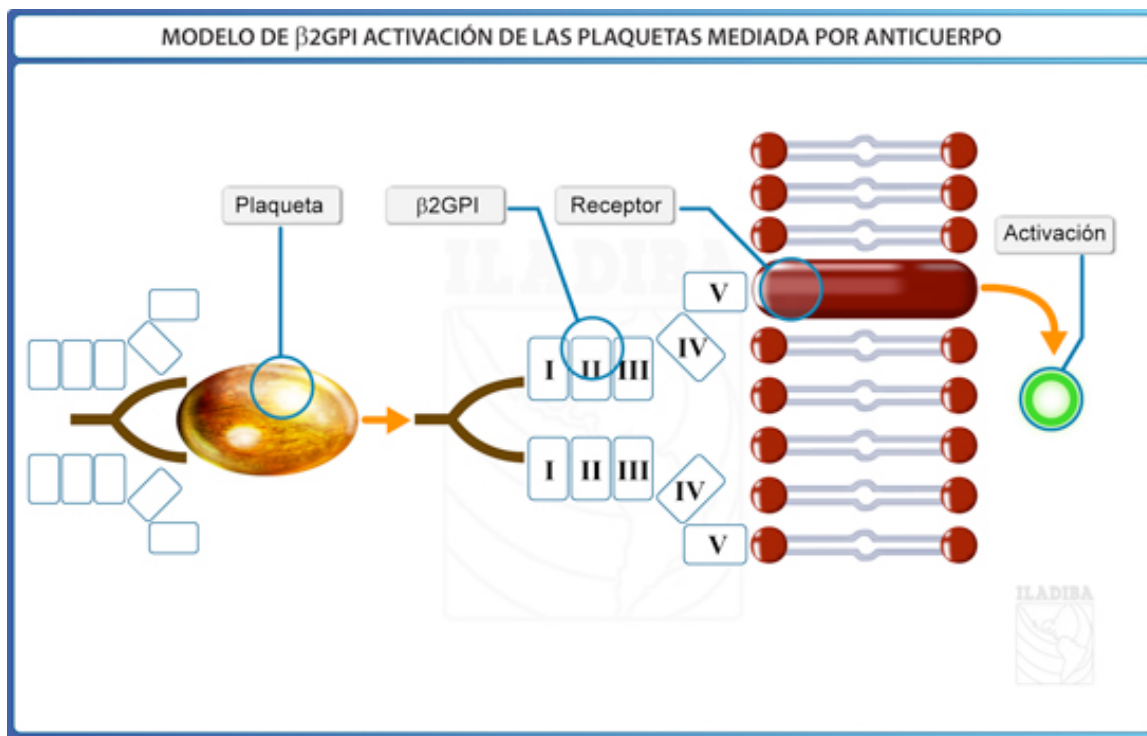 MODELO DE β2GPI ACTIVACIÓN DE LAS PLAQUETAS MEDIADA POR ANTICUERPO
Plaqueta
β2GPI
Receptor
Activación
V
I II III IV
I II III IV
V
ILADIBA
ILADIBA